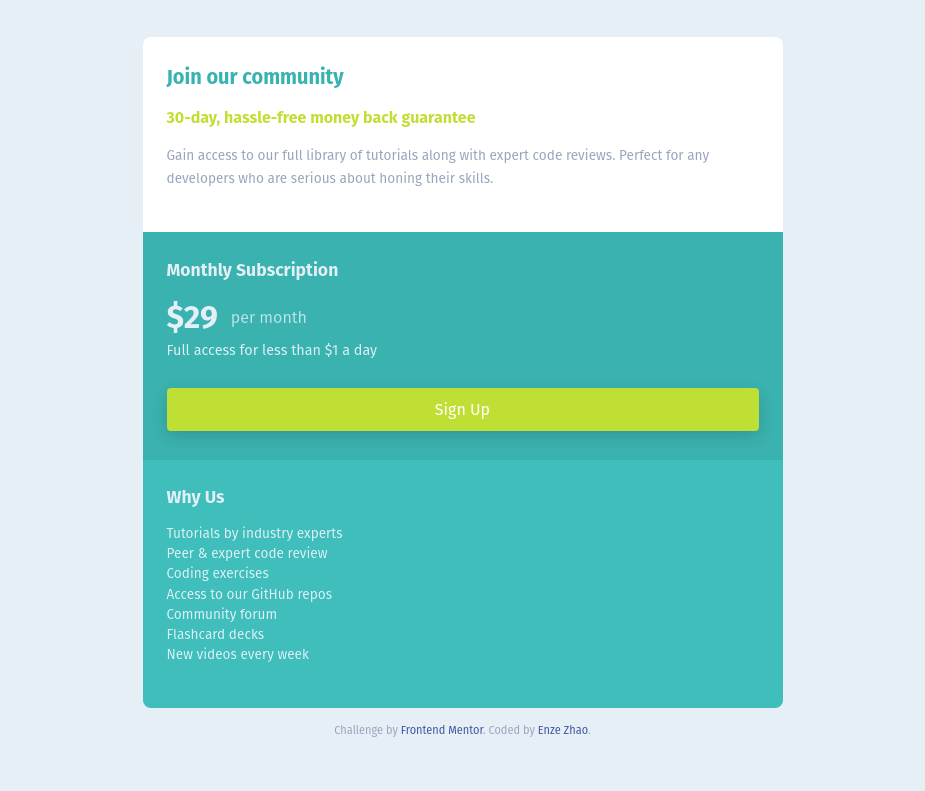 Join our community
30-day, hassle-free money back guarantee
Gain access to our full library of tutorials along with expert code reviews. Perfect for any
developers who are serious about honing their skills.
Monthly Subscription
$29 per month
Full access for less than $1 a day
Sign Up
Why Us
Tutorials by industry experts
Peer & expert code review
Coding exercises
Access to our GitHub repos
Community forum
Flashcard decks
New videos every week
Challenge by Frontend Mentor. Coded by Enze Zhao.